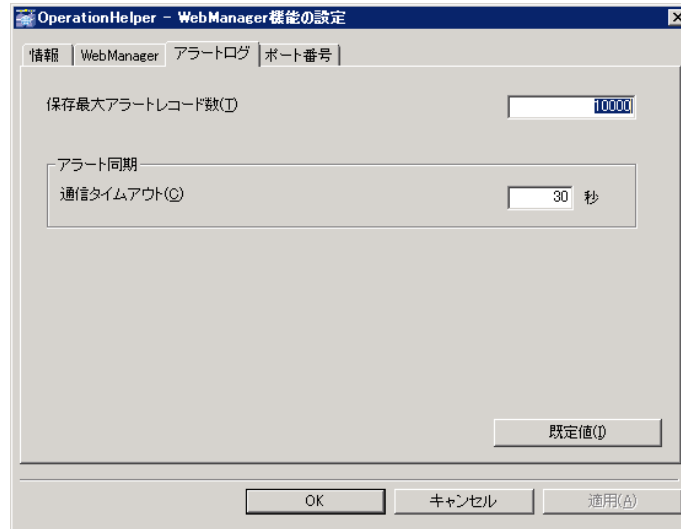 OperationHelper - WebManager機能の設定
情報 WebManager アラートログ ポート番号
保存最大アラートレコード数(T) 10000
アラート同期
通信タイムアウト(C) 30 秒
既定値(I)
OK キャンセル 適用(A)